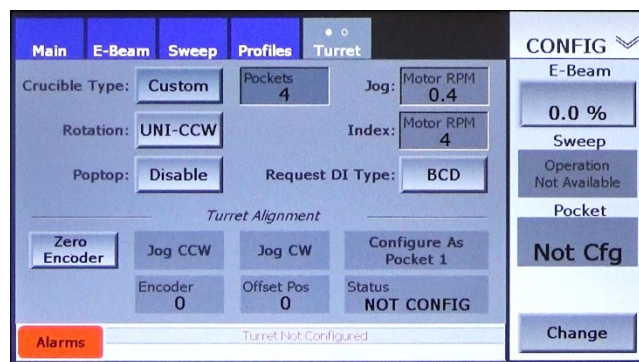 Main E-Beam Sweep Profiles Turret
CONFIG
Crucible Type: Custom
Pockets
4
Jog:
Motor RPM
0.4
Rotation: UNI-CCW
Index:
Motor RPM
4
Poptop: Disable
Request DI Type: BCD
Turret Alignment
Zero
Encoder
Jog CCW
Jog CW
Configure As
Pocket 1
Encoder
0
Offset Pos
0
Status
NOT CONFIG
Alarms
Turret Not Configured
E-Beam
0.0 %
Sweep
Operation
Not Available
Pocket
Not Cfg
Change